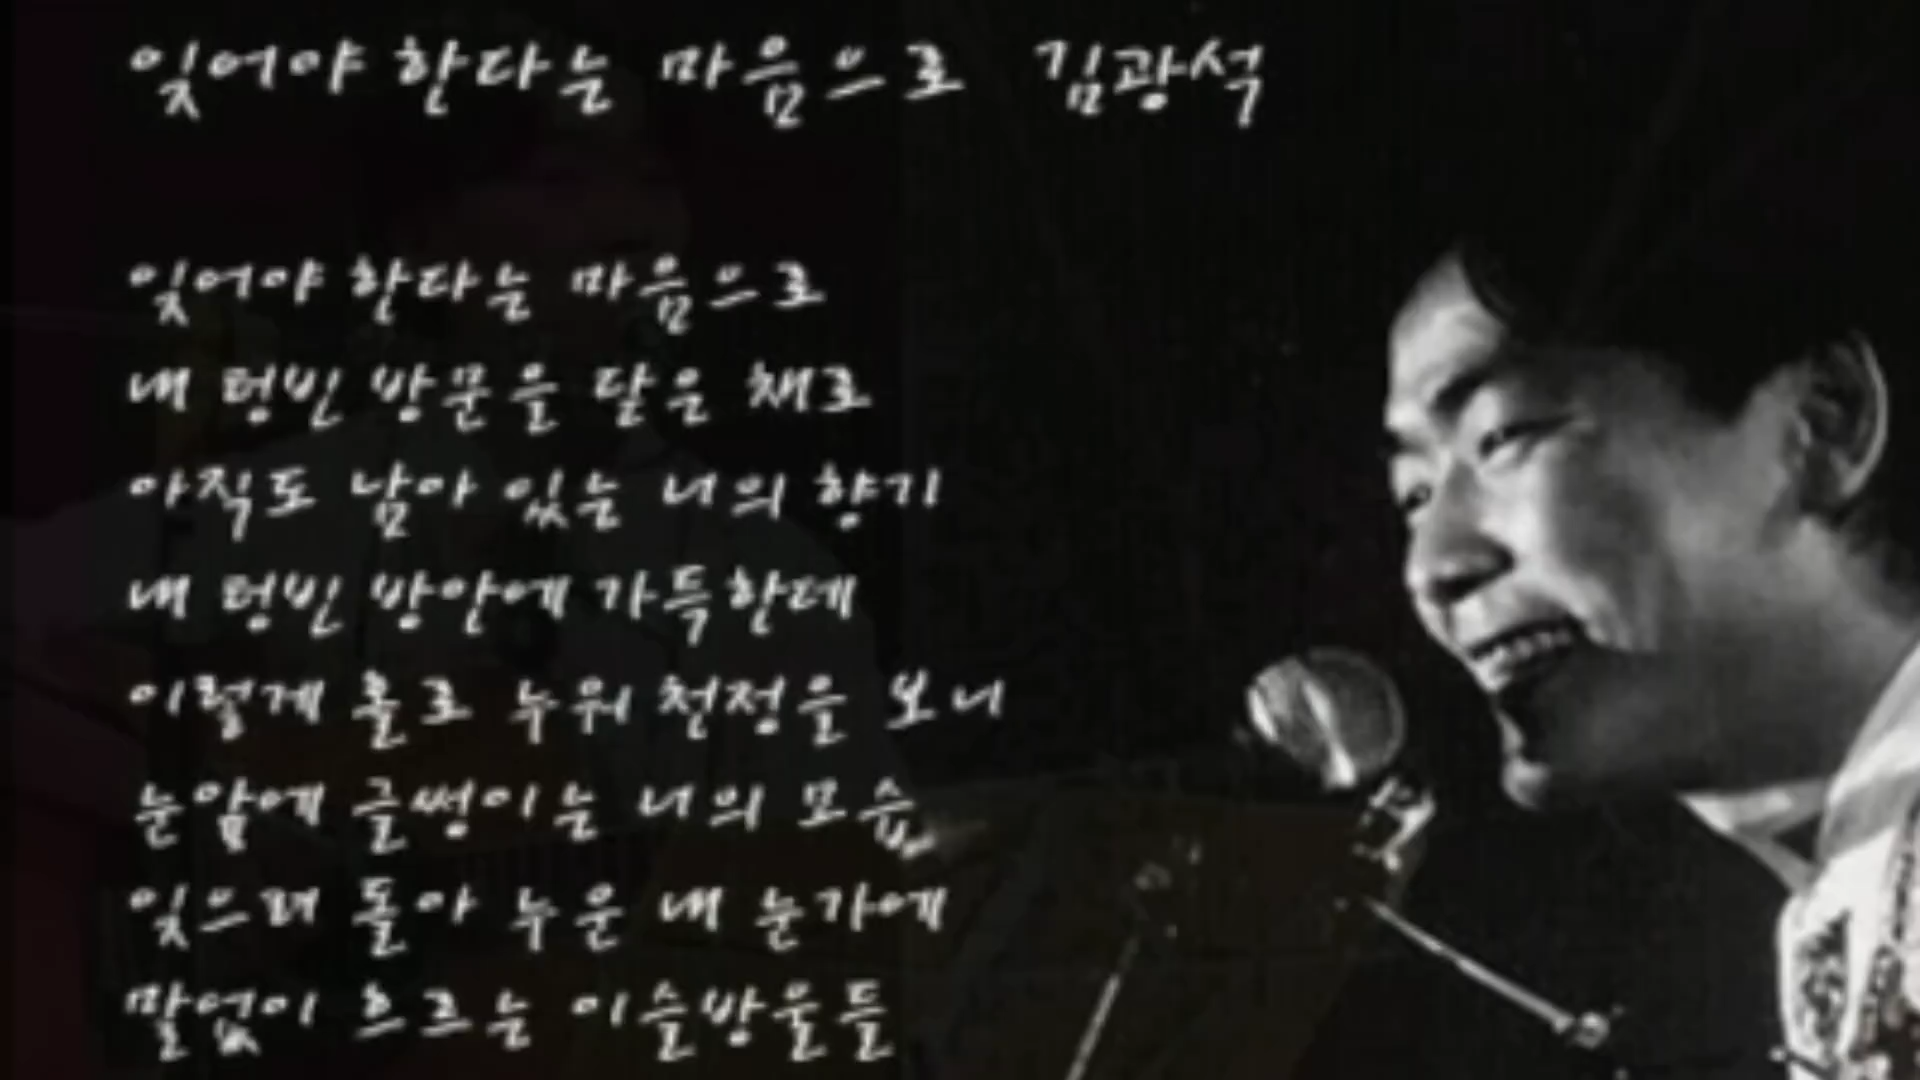 잊어야 한다는 마음으로 김광석
잊어야 한다는 마음으로
내 텅빈 방문을 닫은 채로
아직도 남아 있는 너의 향기
내 텅빈 방안에 가득한데
이렇게 홀로 누워 천정을 보니
눈앞에 글썽이는 너의 모습
잊으려 돌아 누운 내 눈가에
말없이 흐르는 이슬방울들